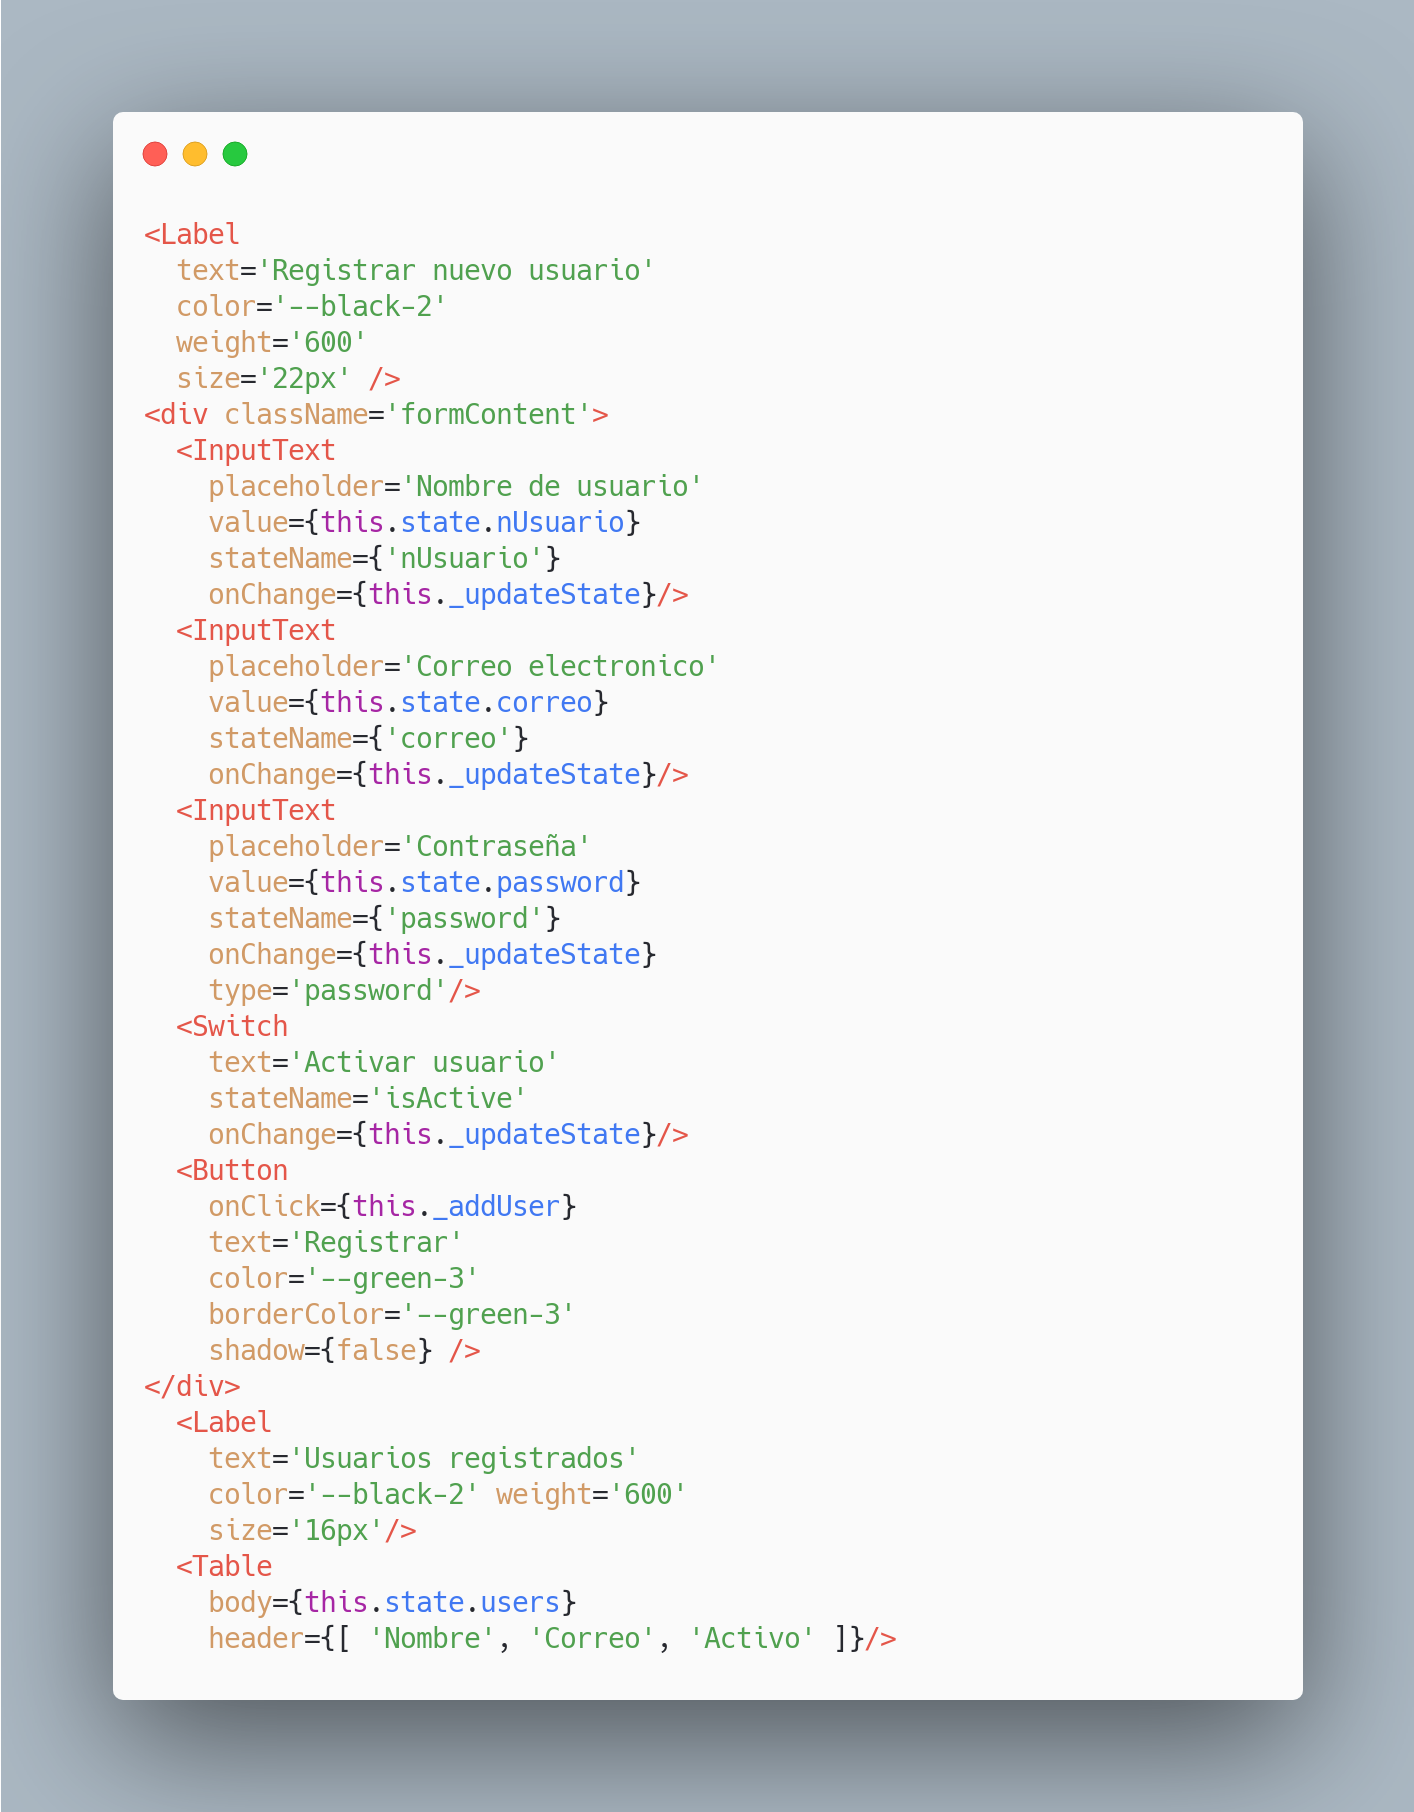 <Label
  text='Registrar nuevo usuario'
  color='--black-2'
  weight='600'
  size='22px' />
<div className='formContent'>
  <InputText
    placeholder='Nombre de usuario'
    value={this.state.nUsuario}
    stateName={'nUsuario'}
    onChange={this._updateState}/>
  <InputText
    placeholder='Correo electronico'
    value={this.state.correo}
    stateName={'correo'}
    onChange={this._updateState}/>
  <InputText
    placeholder='Contraseña'
    value={this.state.password}
    stateName={'password'}
    onChange={this._updateState}
    type='password'/>
  <Switch
    text='Activar usuario'
    stateName='isActive'
    onChange={this._updateState}/>
  <Button
    onClick={this._addUser}
    text='Registrar'
    color='--green-3'
    borderColor='--green-3'
    shadow={false} />
</div>
  <Label
    text='Usuarios registrados'
    color='--black-2' weight='600'
    size='16px'/>
  <Table
    body={this.state.users}
    header={[ 'Nombre', 'Correo', 'Activo' ]}/>